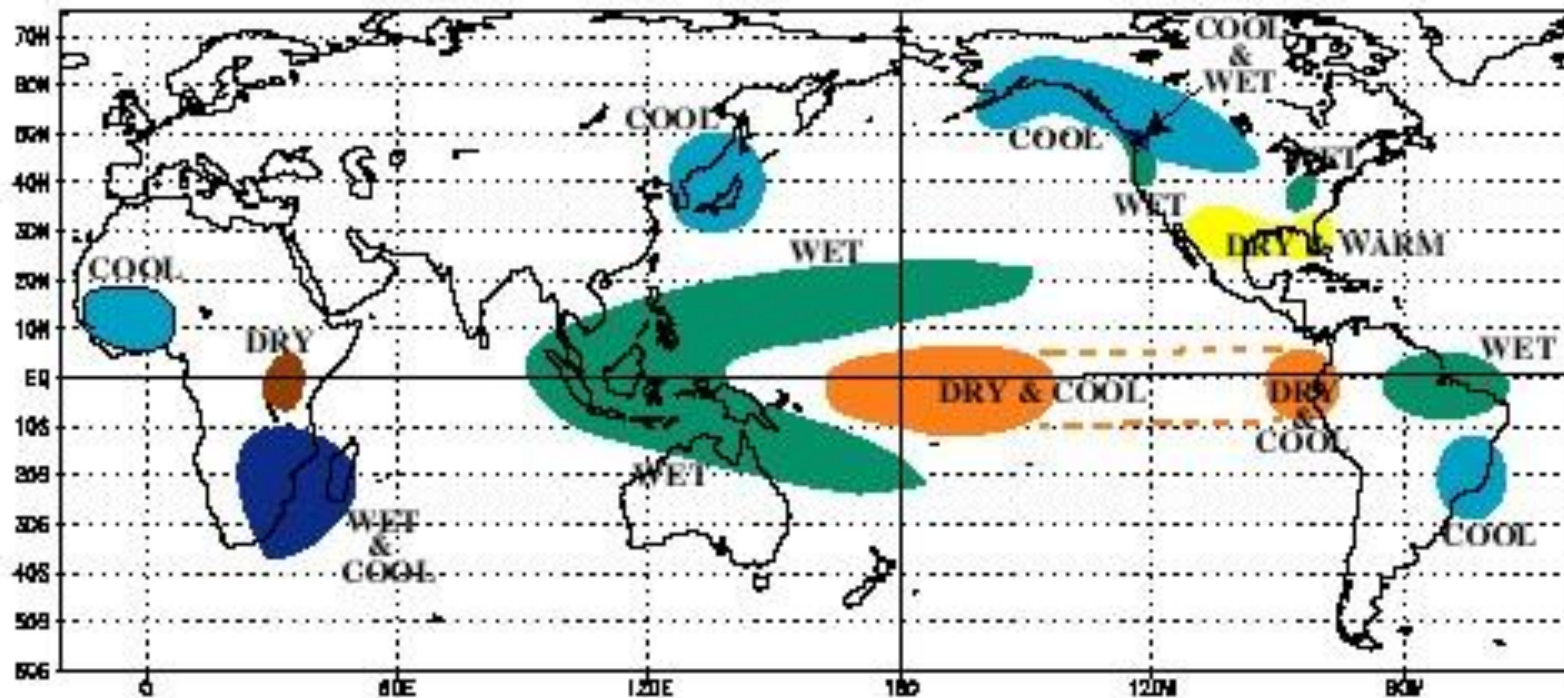 70N
COOL
&
WET
60N
COOL
50N
COOL
WET
40N
WET
30N
DRY & WARM
WET
20N
COOL
10N
DRY
WET
EQ
DRY & COOL
DRY
&
COOL
10S
20S
WET
30S
WET
&
COOL
COOL
40S
50S
60S
0
60E
120E
180
120W
60W